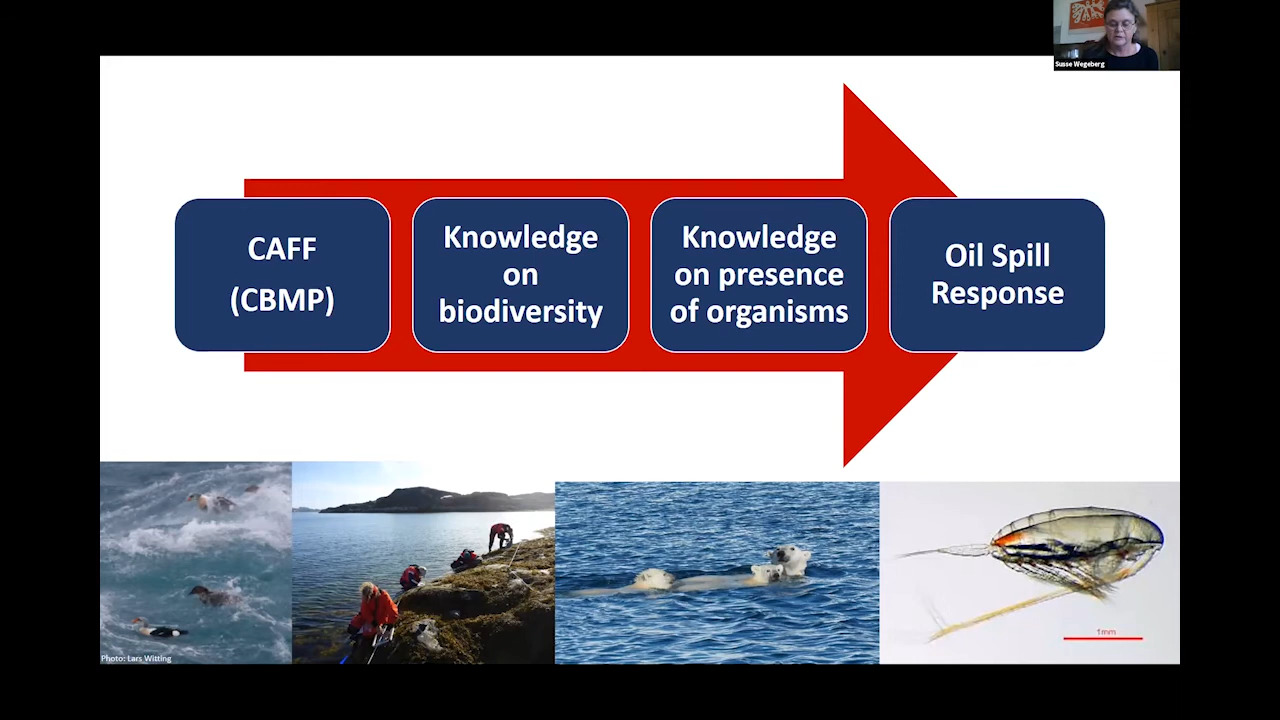 Susse Wegeberg
CAFF
(CBMP)
Knowledge
on
biodiversity
Knowledge
on presence
of organisms
Oil Spill
Response
Photo: Lars Witting
1mm